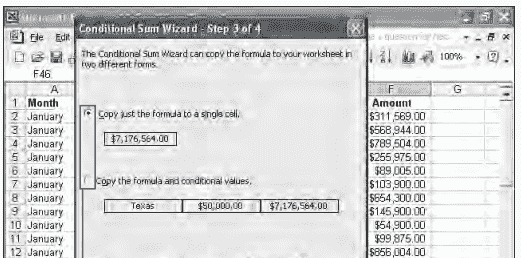 Conditional Sum Wizard - Step 3 of 4
File Edit
The Conditional Sum Wizard can copy the formula to your worksheet in
two different forms.
100%
F46
A F G
1 Month Amount
Copy just the formula to a single cell.
2 January $311,569.00
3 January $568,944.00
$7,176,564.00
4 January $789,504.00
5 January $255,975.00
6 January $89,005.00
Copy the formula and conditional values.
7 January $103,900.00
8 January $654,300.00
Texas $50,000.00 $7,176,564.00
9 January $145,900.00
10 January $54,900.00
11 January $99,875.00
12 January $856,004.00